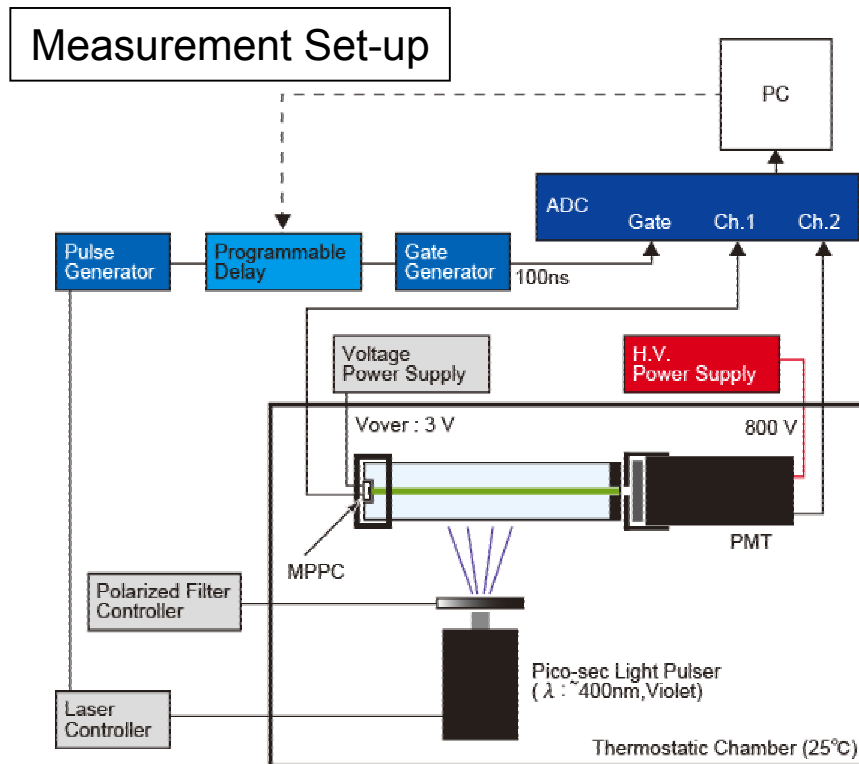 Measurement Set-up
PC
ADC
Gate
Ch.1
Ch.2
Pulse
Generator
Programmable
Delay
Gate
Generator
100ns
Voltage
Power Supply
H.V.
Power Supply
Vover : 3 V
800 V
MPPC
PMT
Polarized Filter
Controller
Pico-sec Light Pulser
( λ : ~400nm,Violet)
Laser
Controller
Thermostatic Chamber (25℃)